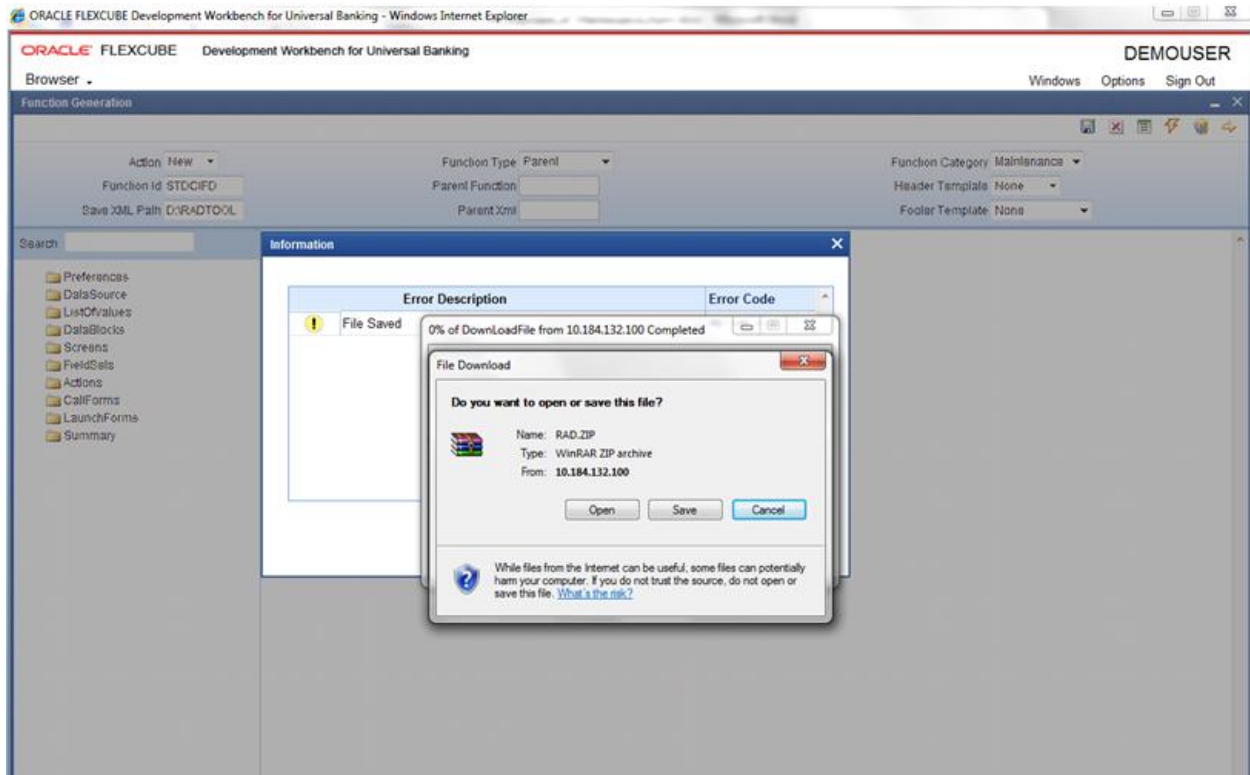 ORACLE FLEXCUBE Development Workbench for Universal Banking - Windows Internet Explorer
ORACLE FLEXCUBE Development Workbench for Universal Banking
DEMOUSER
Browser
Windows Options Sign Out
Function Generation
Action New Function Type Parent Function Category Maintenance
Function Id STDCIFD Parent Function Header Template None
Save XML Path D:\RADTOOL Parent Xml Footer Template None
Search
Preferences
DataSource
ListOfValues
DataBlocks
Screens
FieldSets
Actions
CallForms
LaunchForms
Summary
Information
Error Description Error Code
File Saved
0% of DownLoadFile from 10.184.132.100 Completed
File Download
Do you want to open or save this file?
Name: RAD.ZIP
Type: WinRAR ZIP archive
From: 10.184.132.100
Open Save Cancel
While files from the Internet can be useful, some files can potentially
harm your computer. If you do not trust the source, do not open or
save this file. What's the risk?